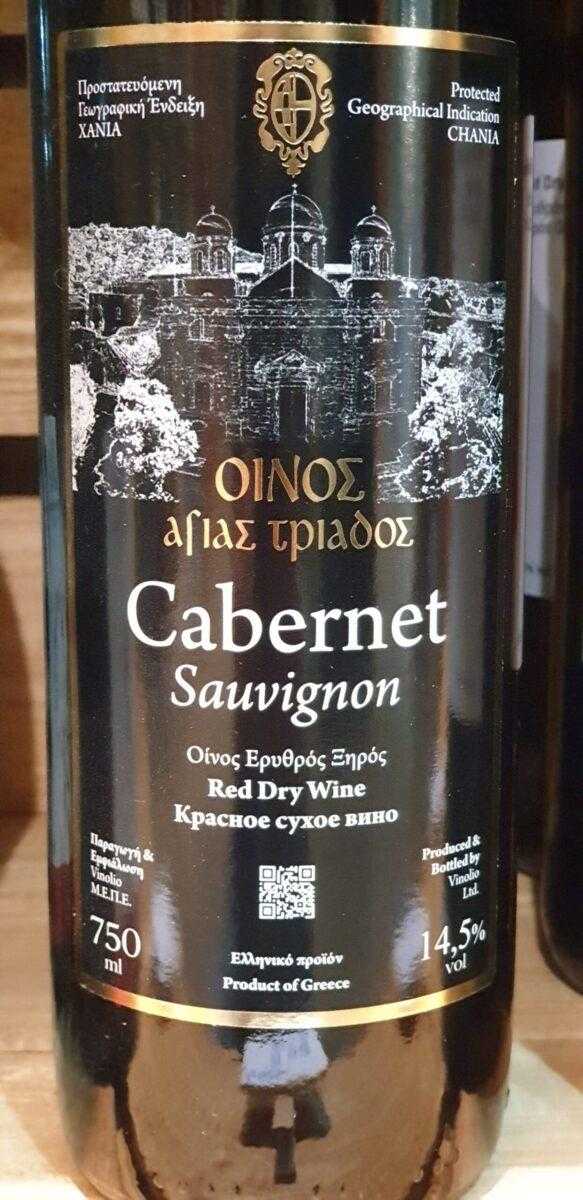 Προστατευόμενη
Γεωγραφική Ένδειξη
ΧΑΝΙΑ
Protected
Geographical Indication
CHANIA
ΟΙΝΟΣ
αγιας τριαδος
Cabernet
Sauvignon
Οίνος Ερυθρός Ξηρός
Red Dry Wine
Красное сухое вино
Παραγωγή &
Εμφιάλωση
Vinolio
Μ.Ε.Π.Ε.
750
ml
Produced &
Bottled by
Vinolio
Ltd.
14,5%
vol
Ελληνικό προϊόν
Product of Greece